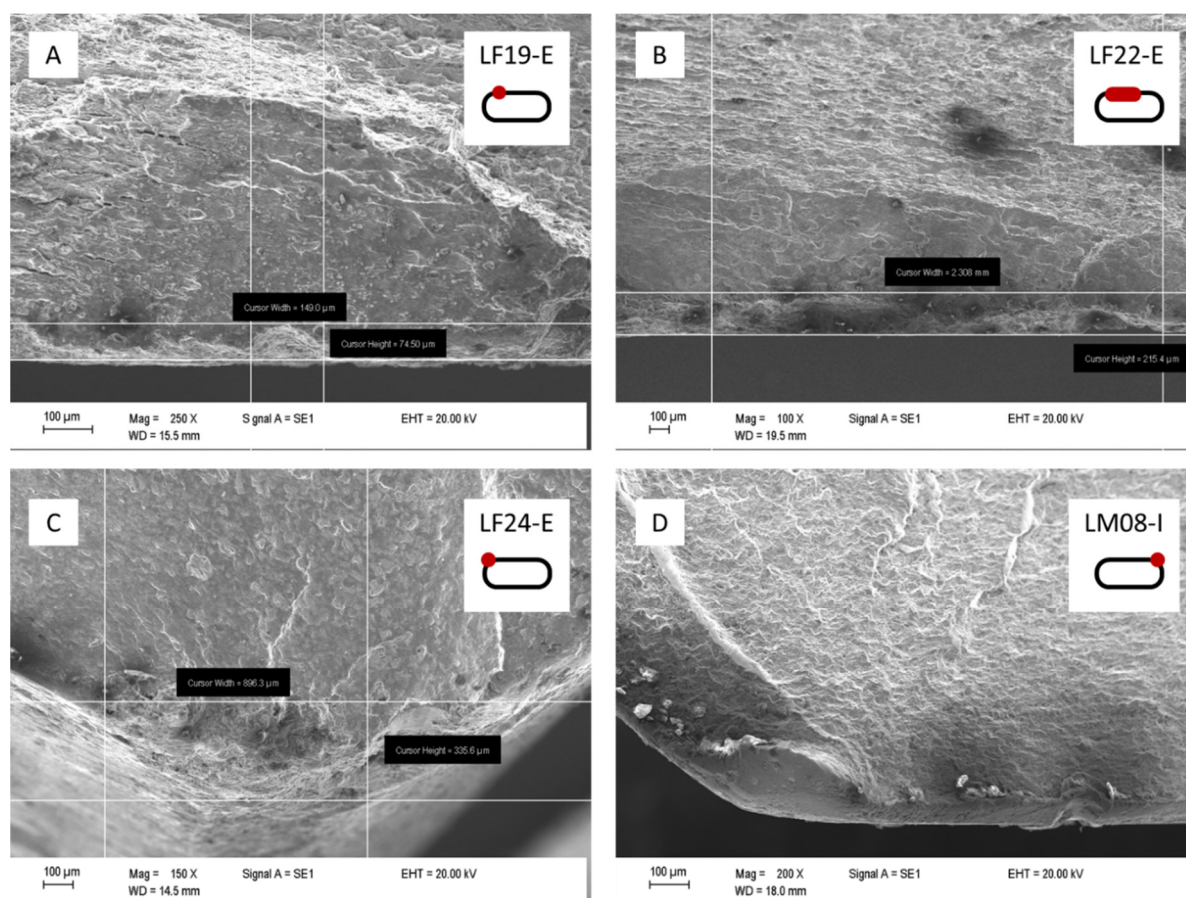 A
LF19-E
Cursor Width = 149.0 µm
Cursor Height = 74.50 µm
100 µm
Mag = 250 X
Signal A = SE1
EHT = 20.00 kV
WD = 15.5 mm
B
LF22-E
Cursor Width = 2.308 mm
Cursor Height = 215.4 µm
100 µm
Mag = 100 X
Signal A = SE1
EHT = 20.00 kV
WD = 19.5 mm
C
LF24-E
Cursor Width = 896.3 µm
Cursor Height = 335.6 µm
100 µm
Mag = 150 X
Signal A = SE1
EHT = 20.00 kV
WD = 14.5 mm
D
LM08-I
100 µm
Mag = 200 X
Signal A = SE1
EHT = 20.00 kV
WD = 18.0 mm